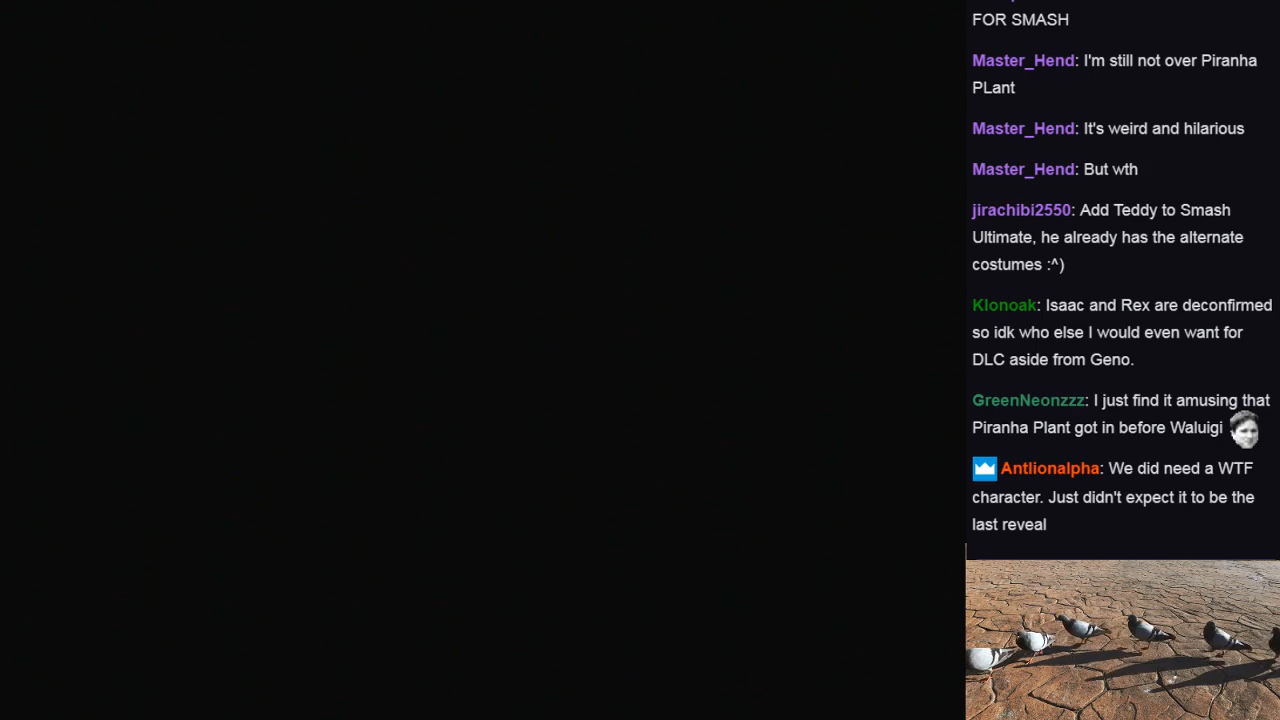 FOR SMASH
Master_Hend: I'm still not over Piranha
PLant
Master_Hend: It's weird and hilarious
Master_Hend: But wth
jirachibi2550: Add Teddy to Smash
Ultimate, he already has the alternate
costumes :^)
Klonoak: Isaac and Rex are deconfirmed
so idk who else I would even want for
DLC aside from Geno.
GreenNeonzzz: I just find it amusing that
Piranha Plant got in before Waluigi
Antlionalpha: We did need a WTF
character. Just didn't expect it to be the
last reveal